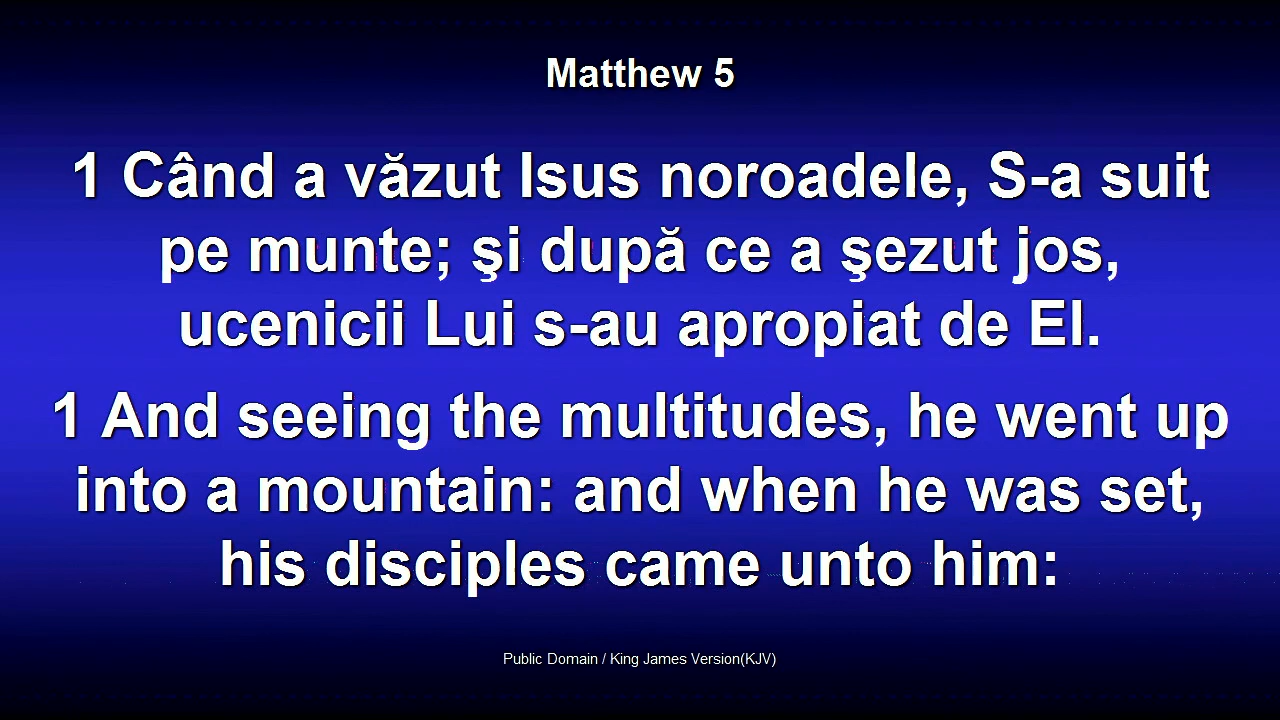 Matthew 5
1 Când a văzut Isus noroadele, S-a suit
pe munte; şi după ce a şezut jos,
ucenicii Lui s-au apropiat de El.
1 And seeing the multitudes, he went up
into a mountain: and when he was set,
his disciples came unto him:
Public Domain / King James Version(KJV)